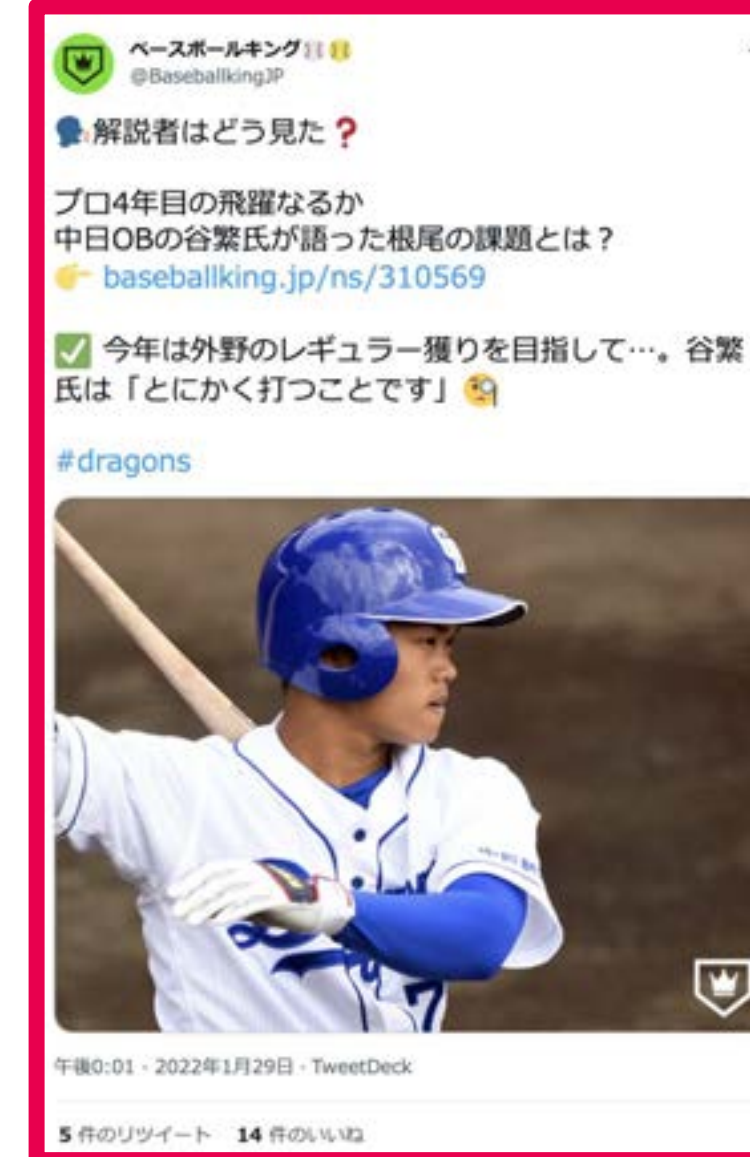 ベースボールキング
@BaseballkingJP
解説者はどう見た❓
プロ4年目の飛躍なるか
中日OBの谷繁氏が語った根尾の課題とは？
baseballking.jp/ns/310569
今年は外野のレギュラー獲りを目指して…。谷繁
氏は「とにかく打つことです」
#dragons
7
午後0:01 · 2022年1月29日 · TweetDeck
5 件のリツイート 14 件のいいね